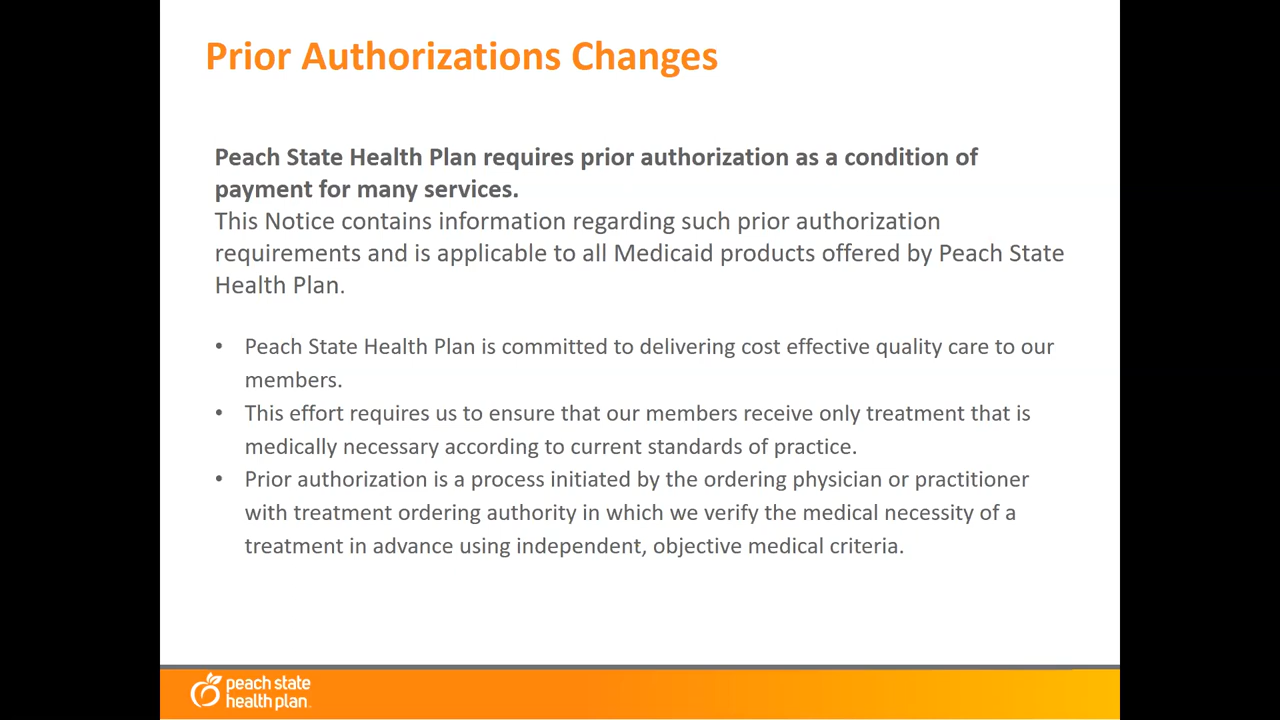 Prior Authorizations Changes
Peach State Health Plan requires prior authorization as a condition of
payment for many services.
This Notice contains information regarding such prior authorization
requirements and is applicable to all Medicaid products offered by Peach State
Health Plan.
• Peach State Health Plan is committed to delivering cost effective quality care to our
members.
• This effort requires us to ensure that our members receive only treatment that is
medically necessary according to current standards of practice.
• Prior authorization is a process initiated by the ordering physician or practitioner
with treatment ordering authority in which we verify the medical necessity of a
treatment in advance using independent, objective medical criteria.
peach state
health plan.